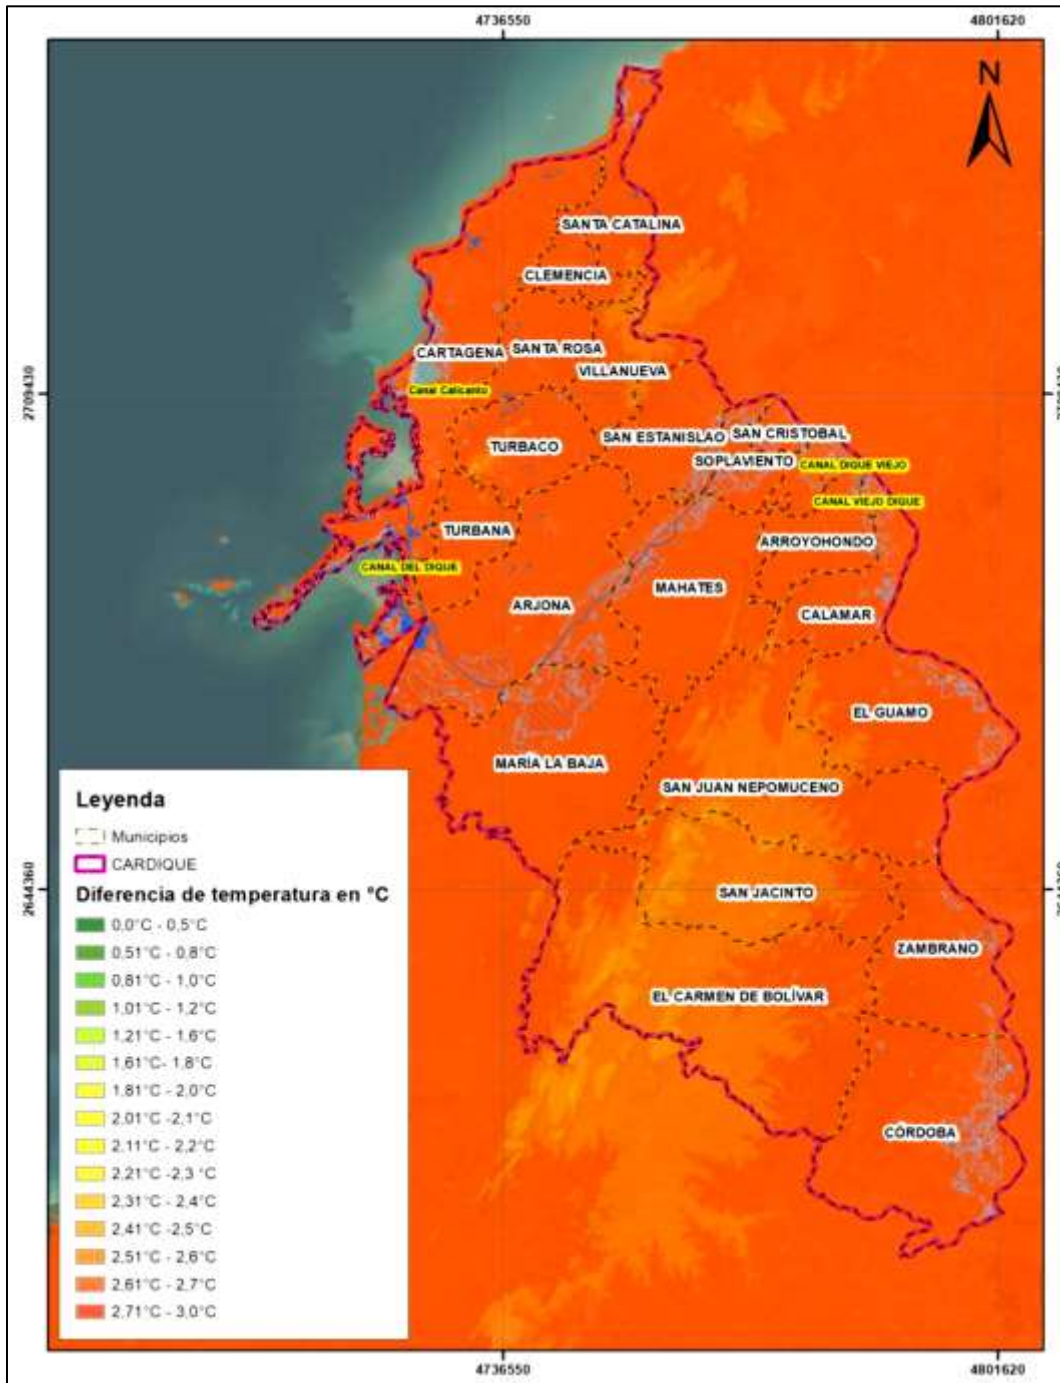 4736550
4801620
N
SANTA CATALINA
CLEMENCIA
CARTAGENA
SANTA ROSA
VILLANUEVA
Canal Calicanto
2709430
2709430
SAN ESTANISLAO
SAN CRISTOBAL
TURBACO
SOPLAVIENTO
CANAL DIQUE VIEJO
CANAL VIEJO DIQUE
TURBANA
ARROYOHONDO
CANAL DEL DIQUE
MAHATES
ARJONA
CALAMAR
EL GUAMO
MARÍA LA BAJA
SAN JUAN NEPOMUCENO
2644360
2644360
SAN JACINTO
ZAMBRANO
EL CARMEN DE BOLÍVAR
CÓRDOBA
Leyenda
Municipios
CARDIQUE
Diferencia de temperatura en °C
0.0°C - 0,5°C
0.51°C - 0,8°C
0.81°C - 1,0°C
1.01°C - 1,2°C
1,21°C - 1,6°C
1,61°C- 1,8°C
1,81°C - 2,0°C
2.01°C -2,1°C
2.11°C - 2,2°C
2.21°C -2,3 °C
2.31°C - 2,4°C
2,41°C -2,5°C
2,51°C - 2,6°C
2,61°C - 2,7°C
2,71°C - 3,0°C
4736550
4801620